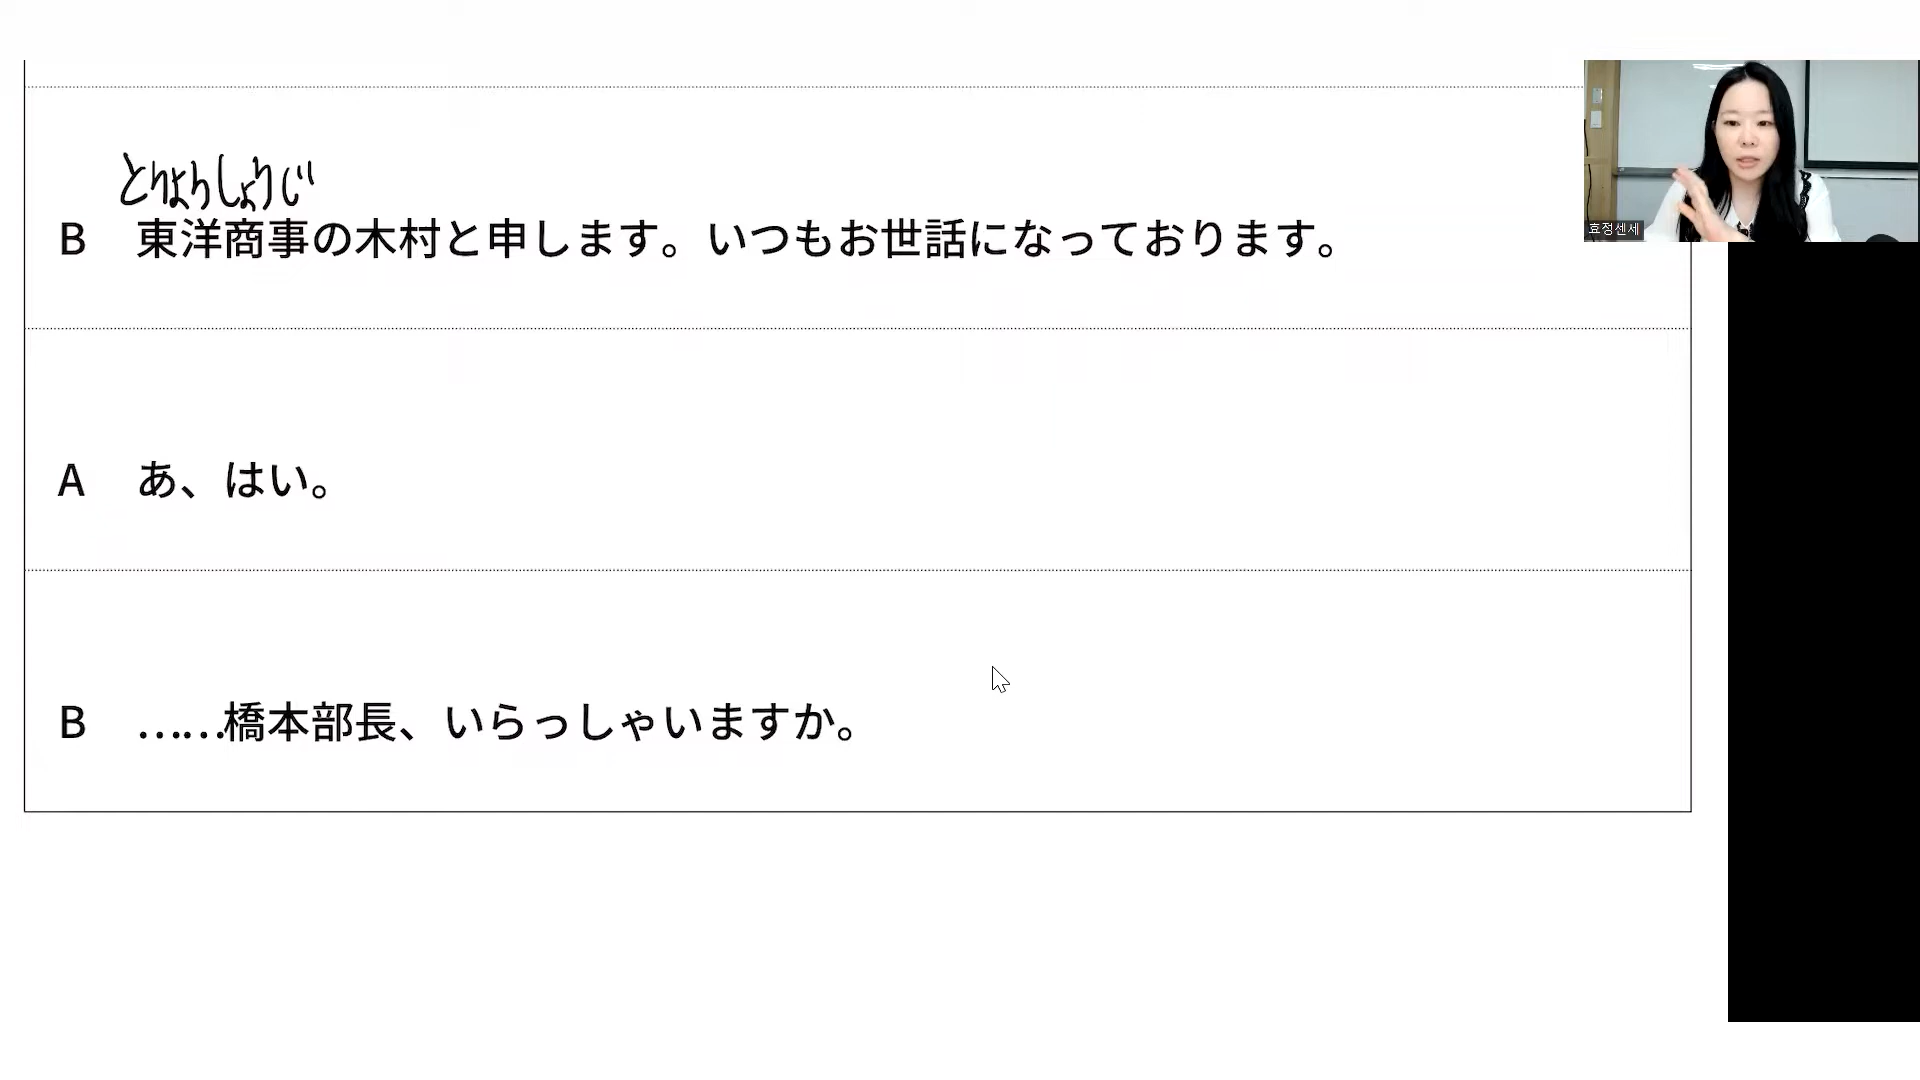 とうようしょうじ
B 東洋商事の木村と申します。いつもお世話になっております。
効정센세
A あ、はい。
B ……橋本部長、いらっしゃいますか。